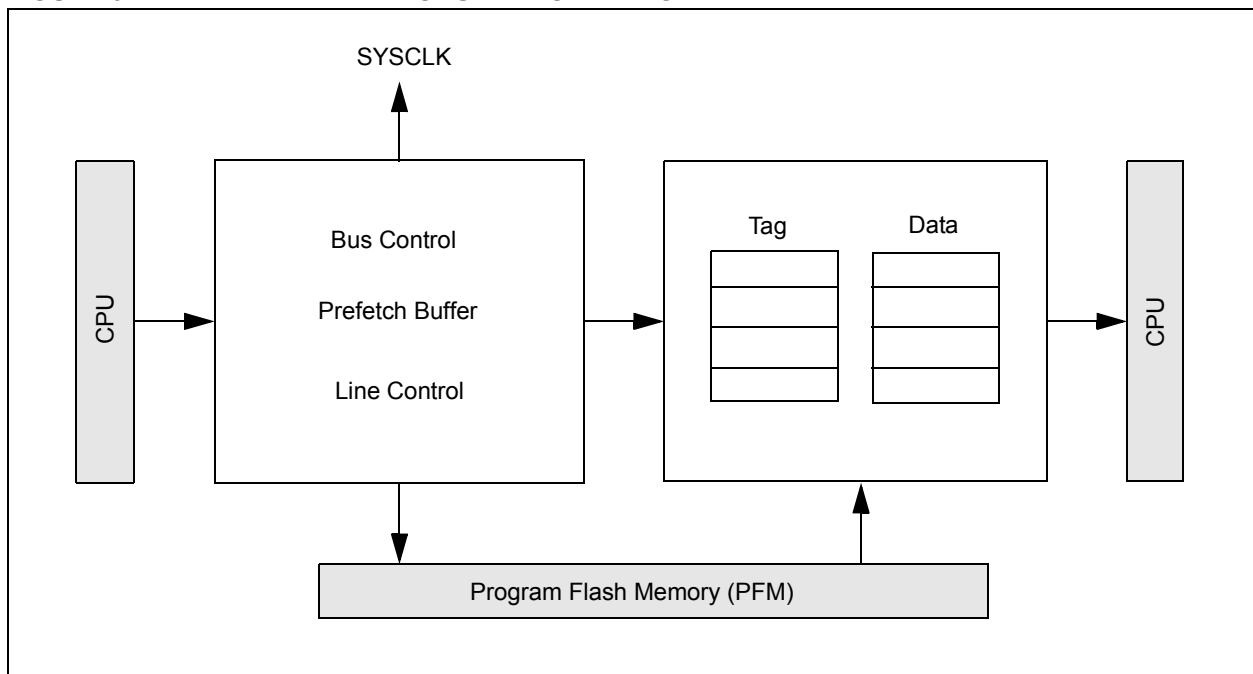 SYSCLK
CPU
Bus Control
Prefetch Buffer
Line Control
Tag
Data
CPU
Program Flash Memory (PFM)